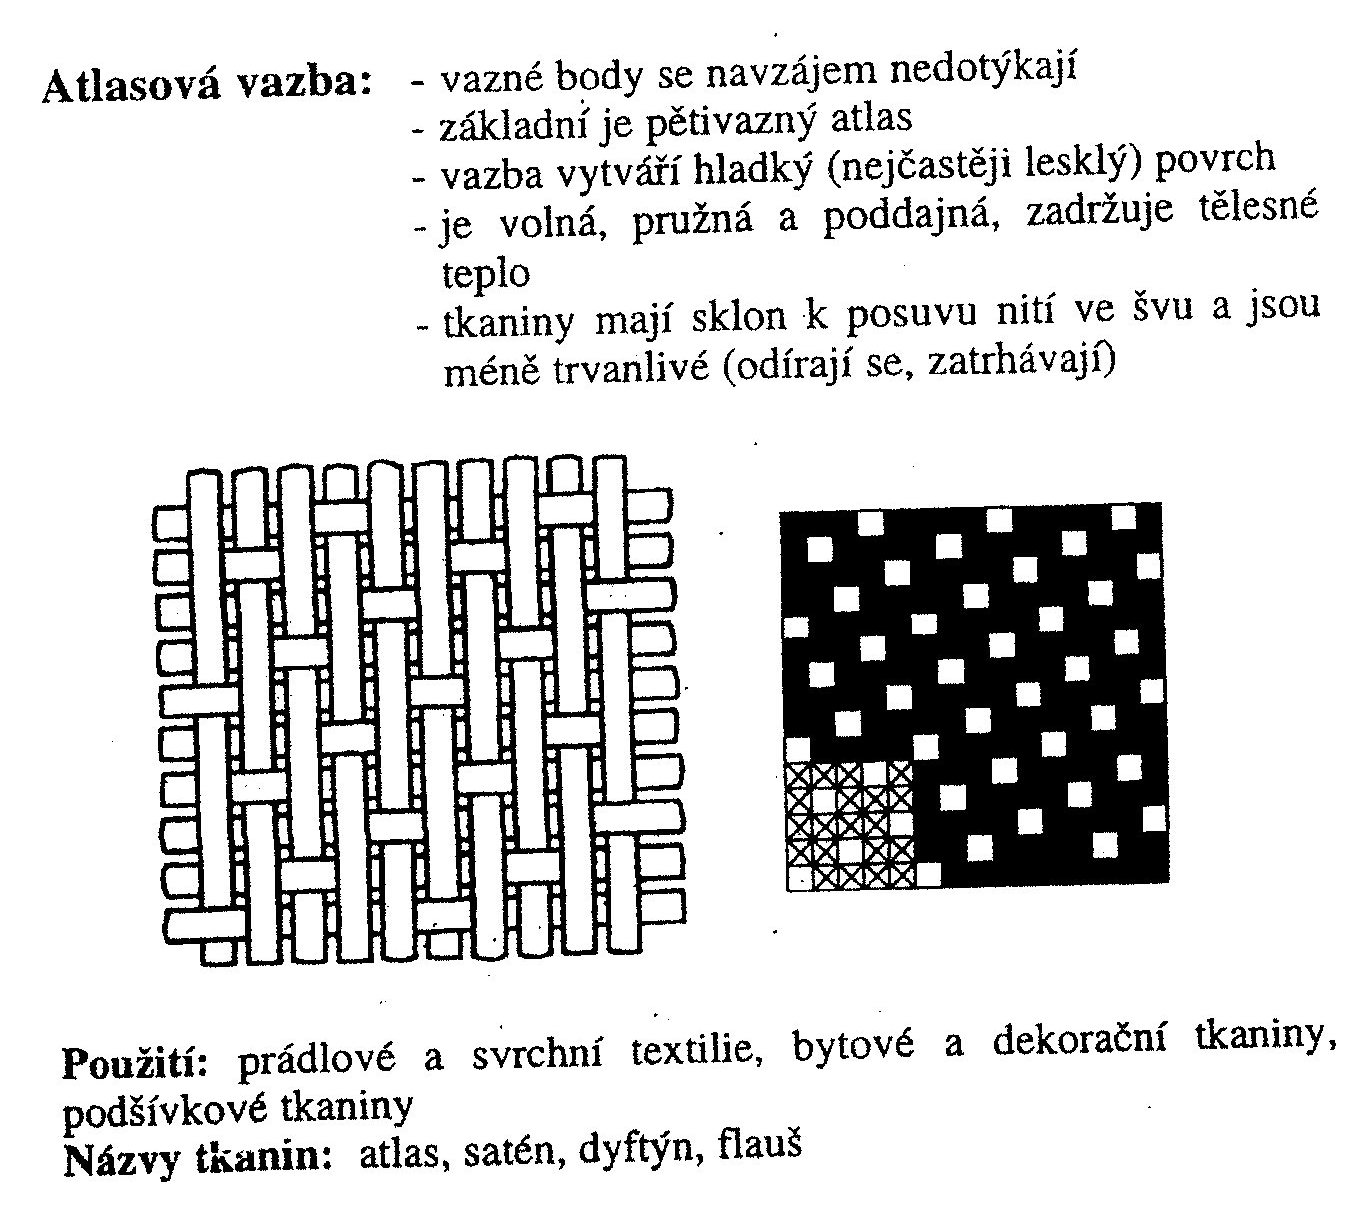 Atlasová vazba: - vazné body se navzájem nedotýkají
- základní je pětivazný atlas
- vazba vytváří hladký (nejčastěji lesklý) povrch
- je volná, pružná a poddajná, zadržuje tělesné
teplo
- tkaniny mají sklon k posuvu nití ve švu a jsou
méně trvanlivé (odírají se, zatrhávají)
Použití: prádlové a svrchní textilie, bytové a dekorační tkaniny,
podšívkové tkaniny
Názvy tkanin: atlas, satén, dyftýn, flauš